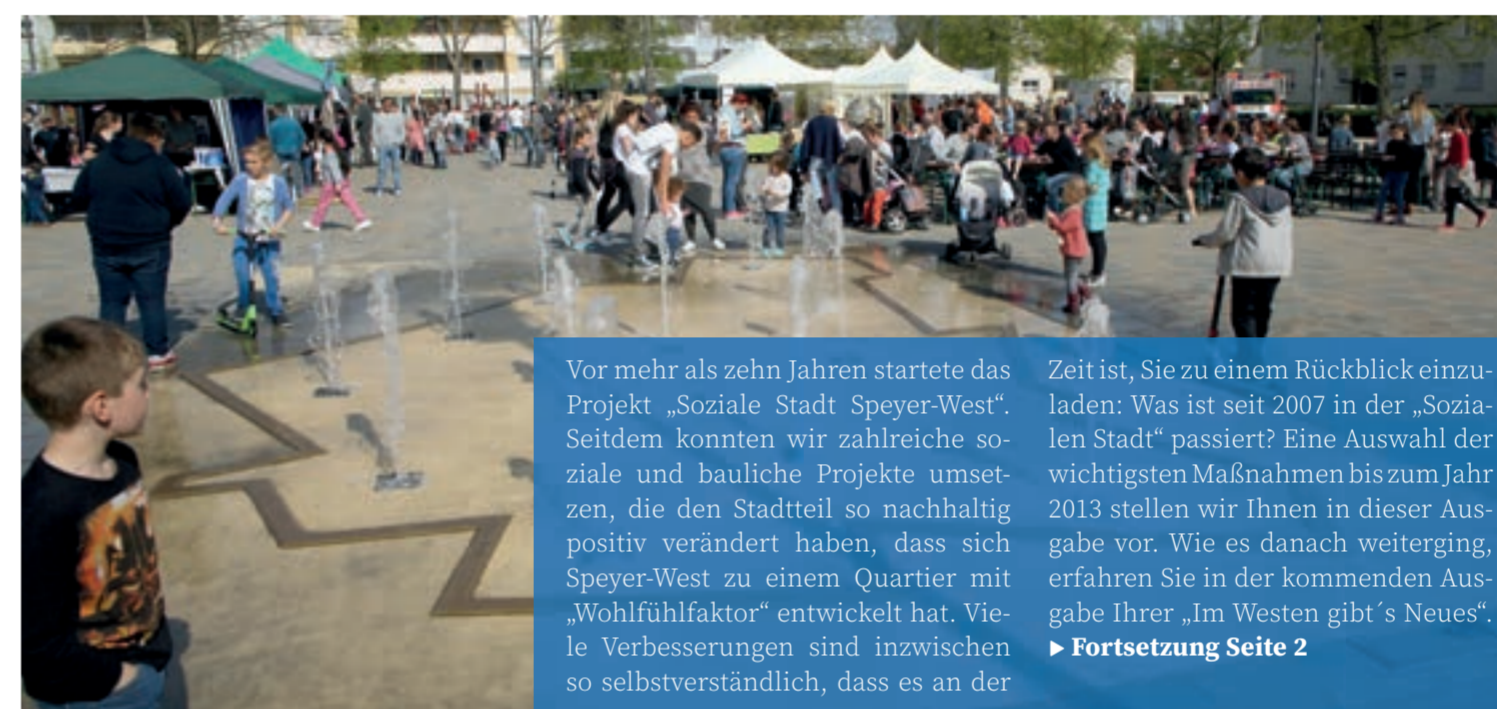 Vor mehr als zehn Jahren startete das
Projekt „Soziale Stadt Speyer-West“.
Seitdem konnten wir zahlreiche so-
ziale und bauliche Projekte umset-
zen, die den Stadtteil so nachhaltig
positiv verändert haben, dass sich
Speyer-West zu einem Quartier mit
„Wohlfühlfaktor“ entwickelt hat. Vie-
le Verbesserungen sind inzwischen
so selbstverständlich, dass es an der
Zeit ist, Sie zu einem Rückblick einzu-
laden: Was ist seit 2007 in der „Sozia-
len Stadt“ passiert? Eine Auswahl der
wichtigsten Maßnahmen bis zum Jahr
2013 stellen wir Ihnen in dieser Aus-
gabe vor. Wie es danach weiterging,
erfahren Sie in der kommenden Aus-
gabe Ihrer „Im Westen gibt´s Neues“.
▶ Fortsetzung Seite 2